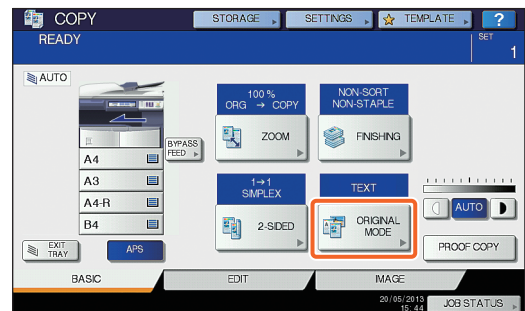 COPY
STORAGE
SETTINGS
TEMPLATE
?
READY
SET
1
AUTO
100 %
ORG → COPY
NON-SORT
NON-STAPLE
ZOOM
FINISHING
BYPASS
FEED
A4
A3
A4-R
B4
1→1
SIMPLEX
TEXT
2-SIDED
ORIGINAL
MODE
AUTO
EXIT
TRAY
APS
PROOF COPY
BASIC
EDIT
IMAGE
20/05/2013
15:44
JOB STATUS